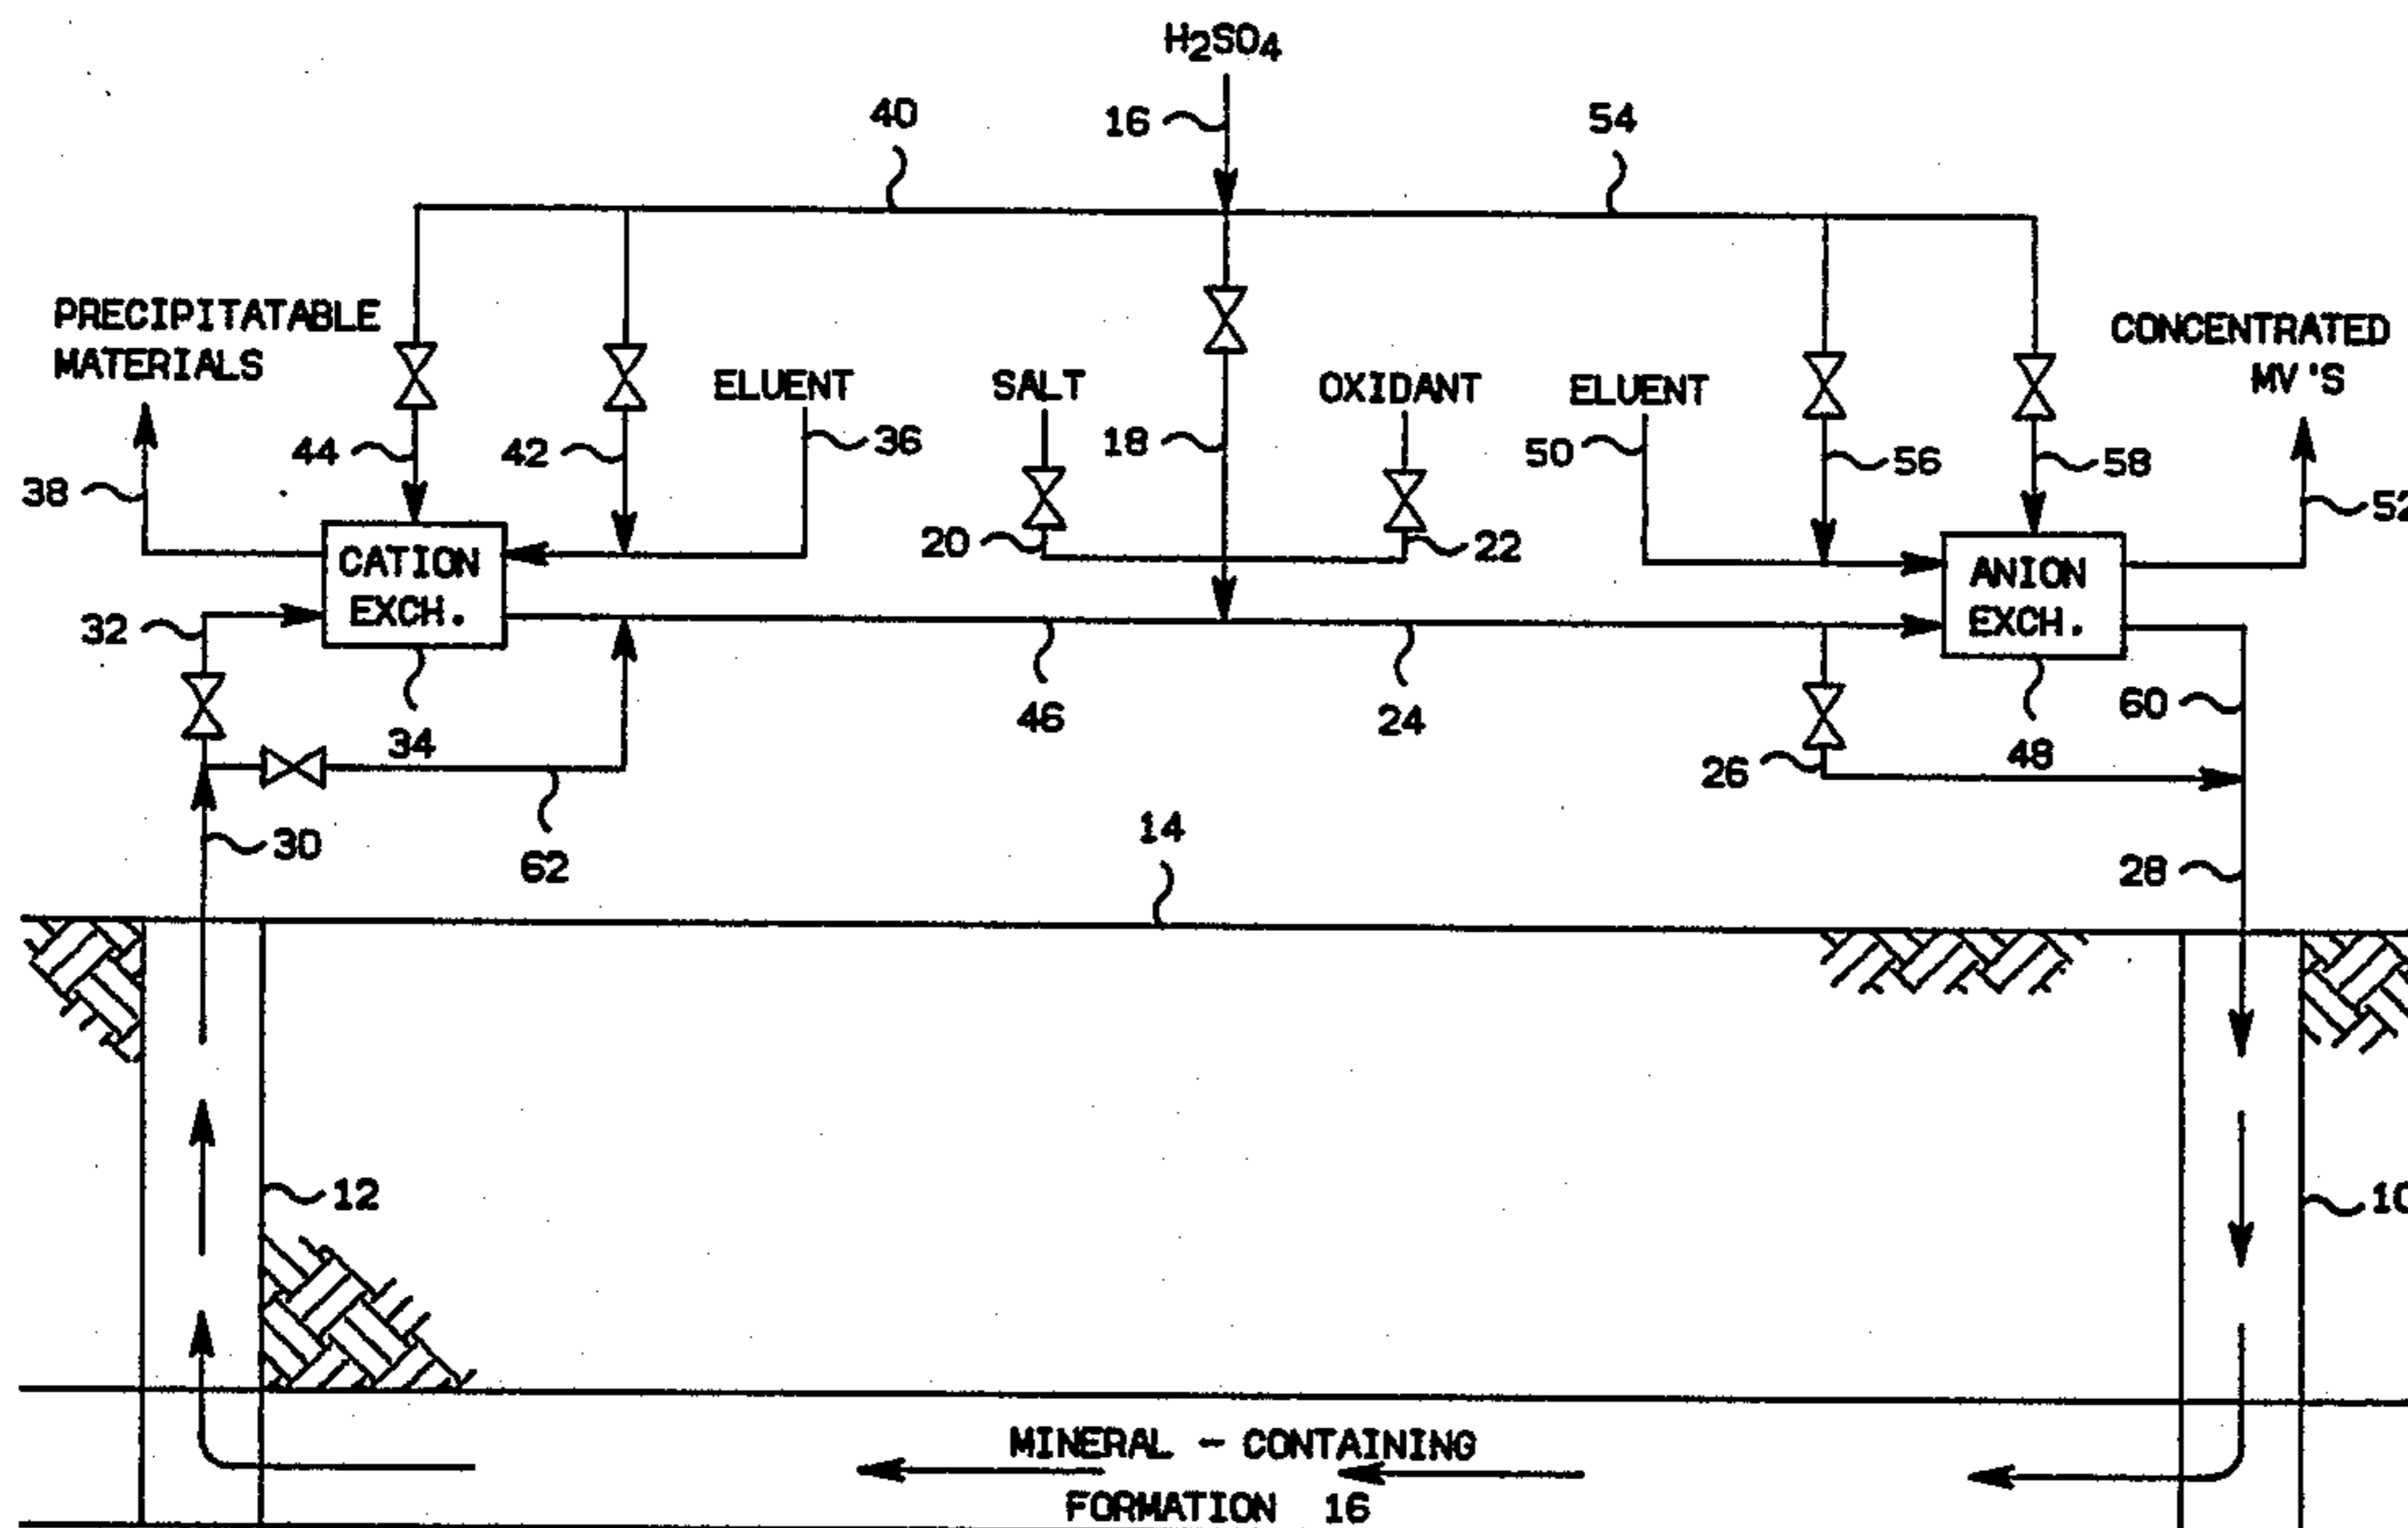 H2SO4
40
16
54
PRECIPITATABLE
MATERIALS
CONCENTRATED
MV'S
ELUENT
SALT
OXIDANT
ELUENT
44
42
36
18
50
56
58
38
20
22
52
CATION
EXCH.
ANION
EXCH.
32
34
46
24
60
48
26
30
62
14
28
12
10
MINERAL - CONTAINING
FORMATION 16